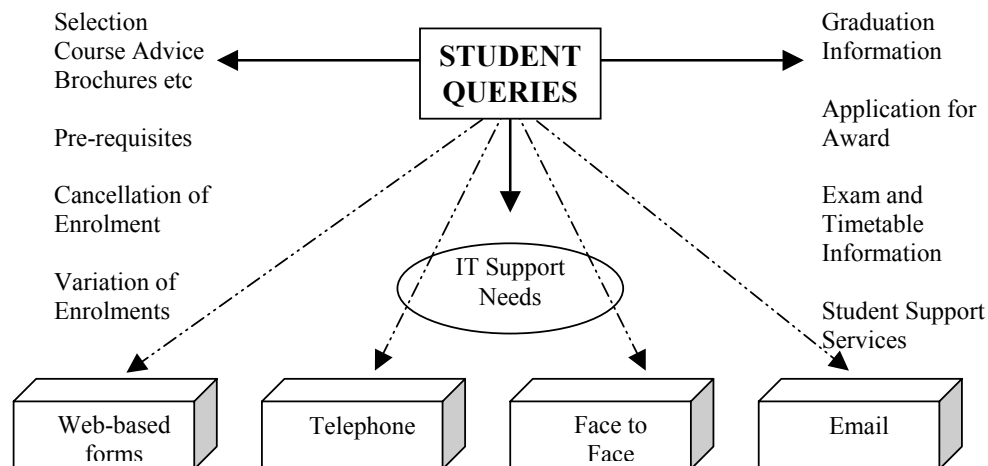 Selection
Course Advice
Brochures etc
Pre-requisites
Cancellation of
Enrolment
Variation of
Enrolments
STUDENT
QUERIES
Graduation
Information
Application for
Award
Exam and
Timetable
Information
Student Support
Services
IT Support
Needs
Web-based
forms
Telephone
Face to
Face
Email